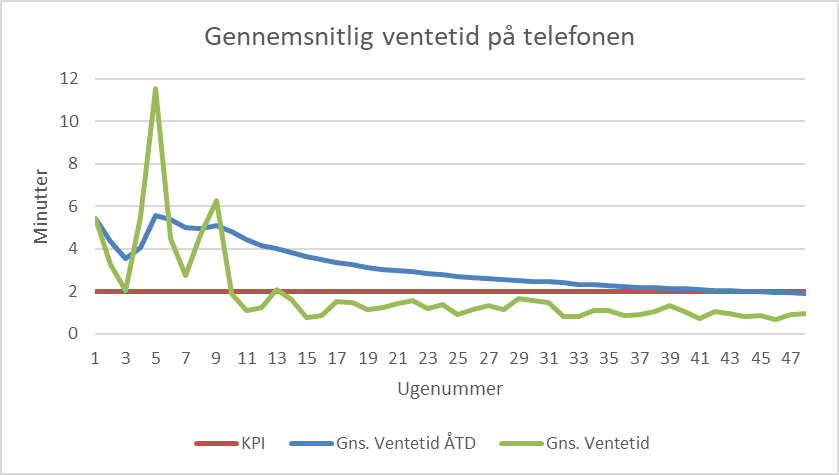 Gennemsnitlig ventetid på telefonen
12
10
8
6
4
2
0
Minutter
1 3 5 7 9 11 13 15 17 19 21 23 25 27 29 31 33 35 37 39 41 43 45 47
Ugenummer
KPI Gns. Ventetid ÅTD Gns. Ventetid